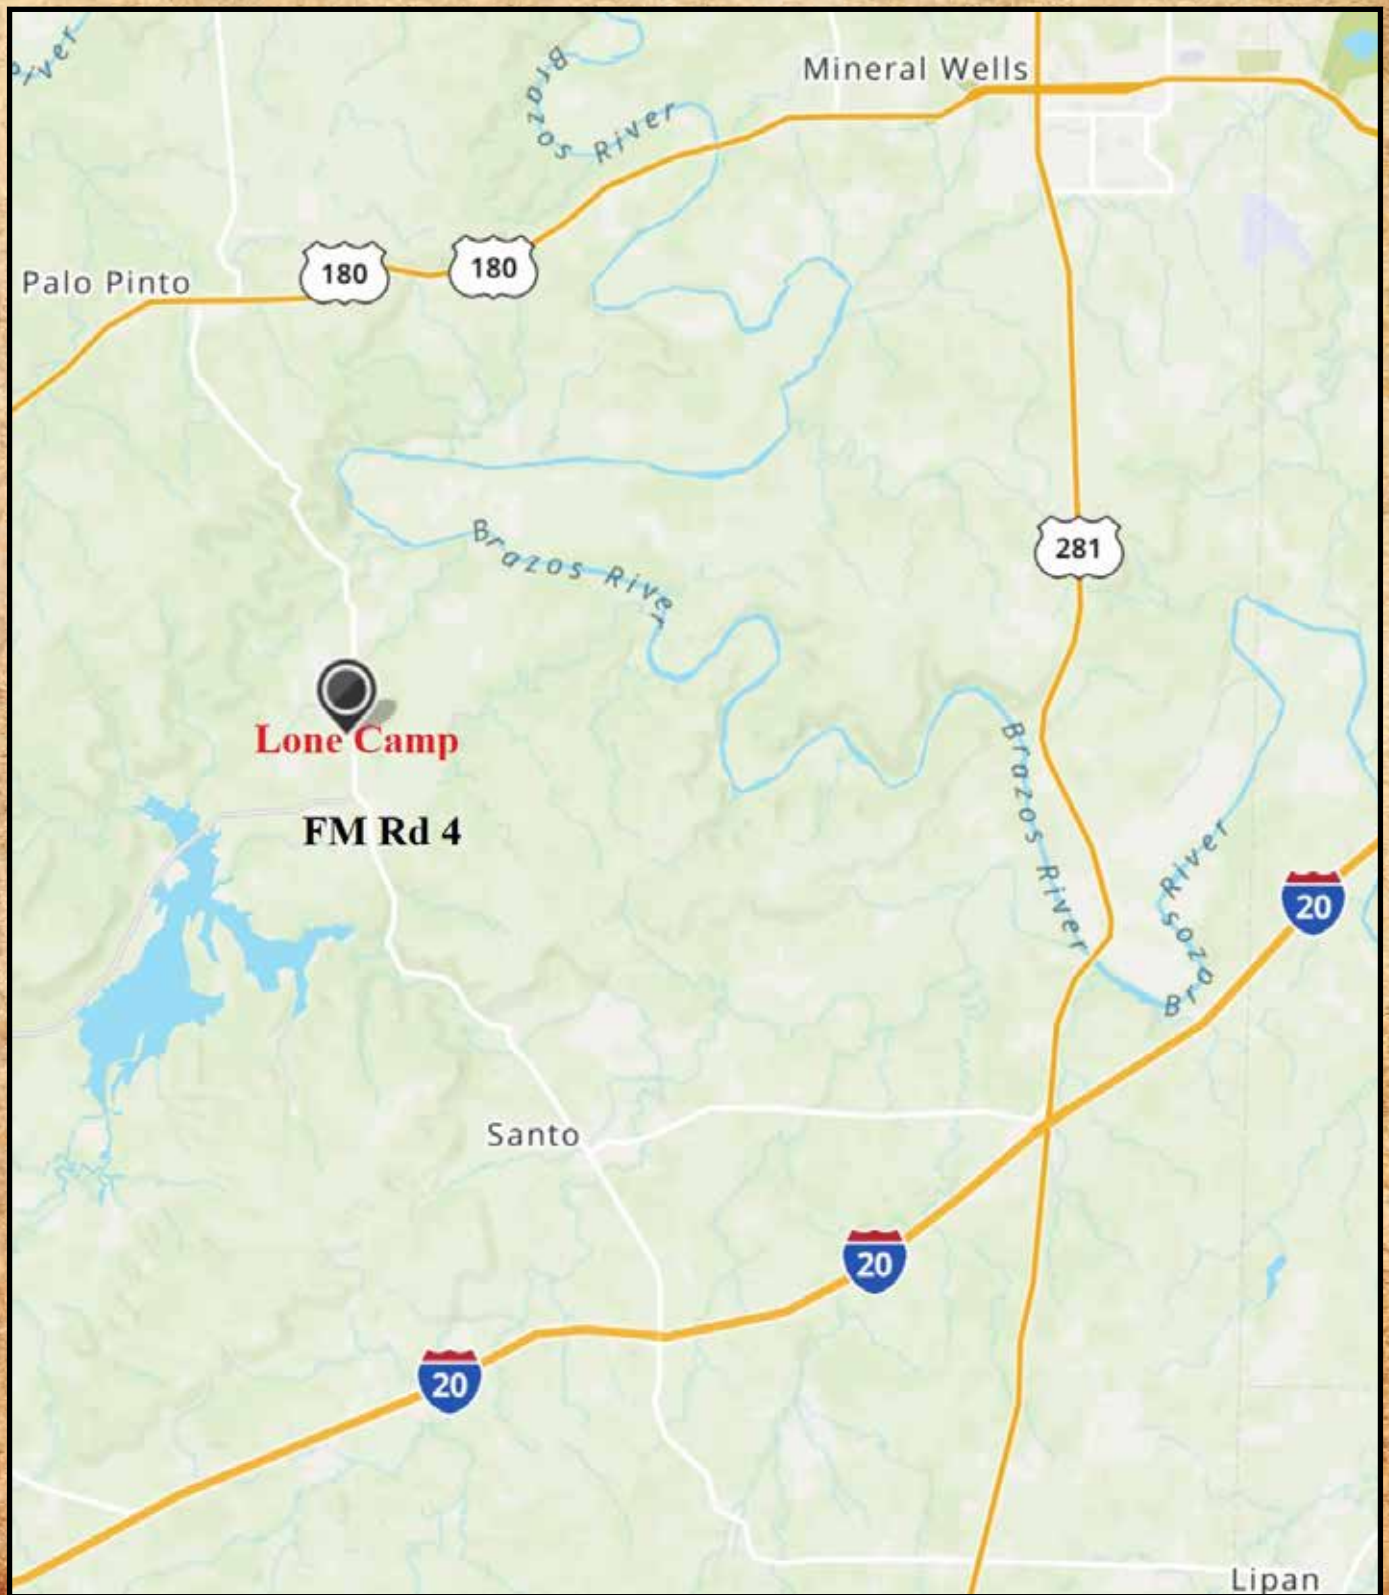 River
Brazos River
Mineral Wells
Palo Pinto
180
180
Brazos River
281
Lone Camp
FM Rd 4
Brazos River
Brazos River
20
Santo
20
20
Lipan